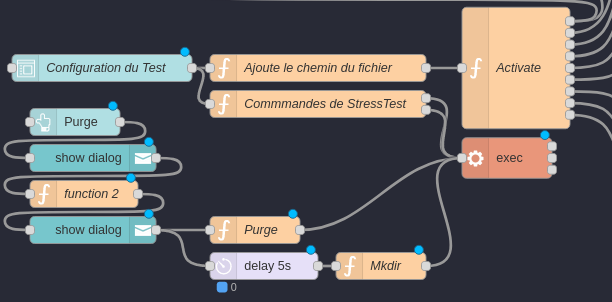 Activate
Configuration du Test
Ajoute le chemin du fichier
Commmandes de StressTest
Purge
show dialog
exec
function 2
show dialog
Purge
delay 5s
Mkdir
0